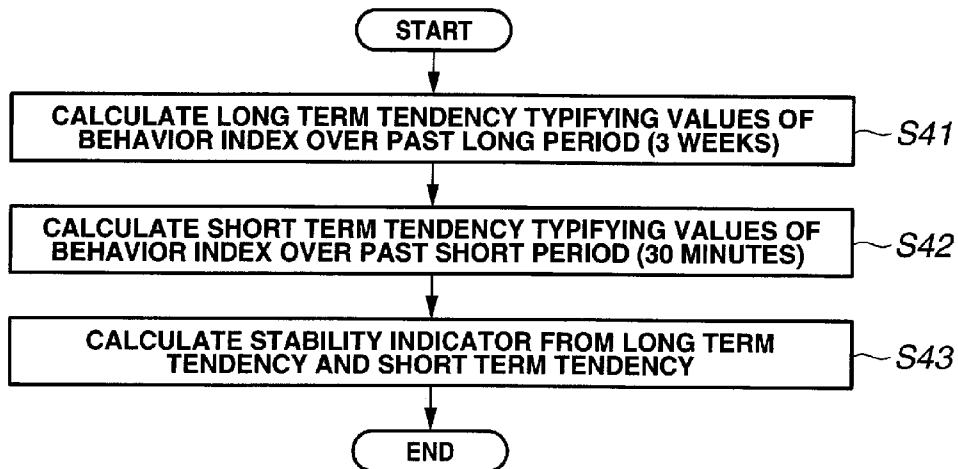 START
CALCULATE LONG TERM TENDENCY TYPIFYING VALUES OF
BEHAVIOR INDEX OVER PAST LONG PERIOD (3 WEEKS)
S41
CALCULATE SHORT TERM TENDENCY TYPIFYING VALUES OF
BEHAVIOR INDEX OVER PAST SHORT PERIOD (30 MINUTES)
S42
CALCULATE STABILITY INDICATOR FROM LONG TERM
TENDENCY AND SHORT TERM TENDENCY
S43
END